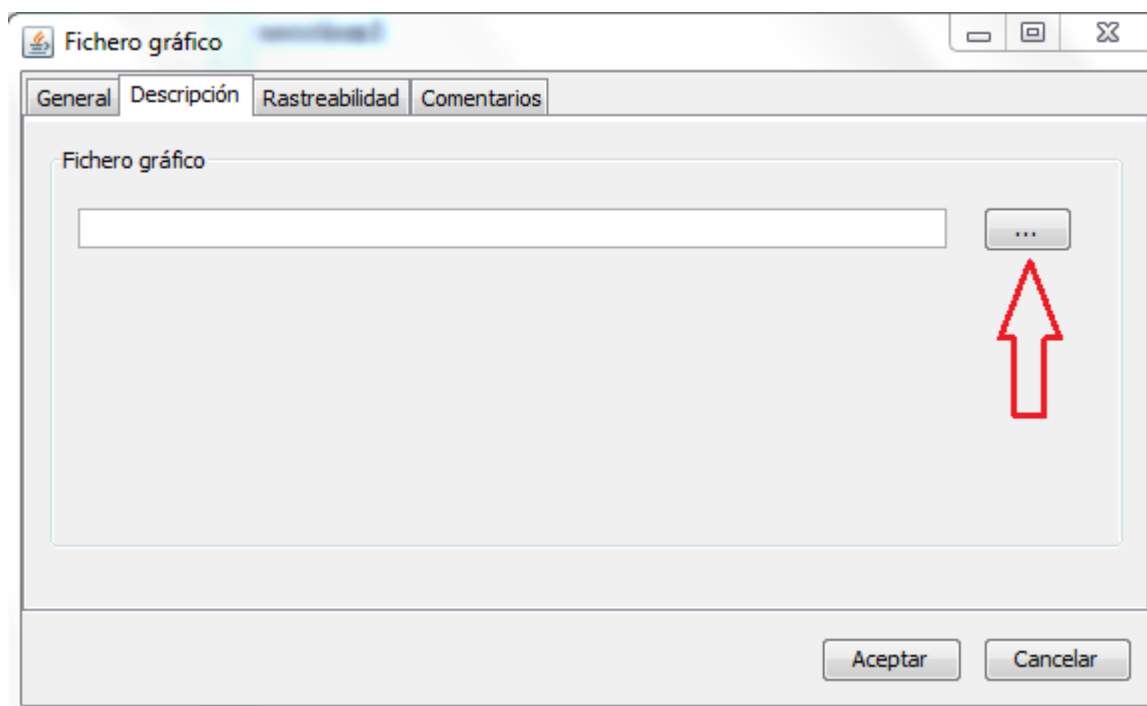 Fichero gráfico
General Descripción Rastreabilidad Comentarios
Fichero gráfico
...
Aceptar Cancelar